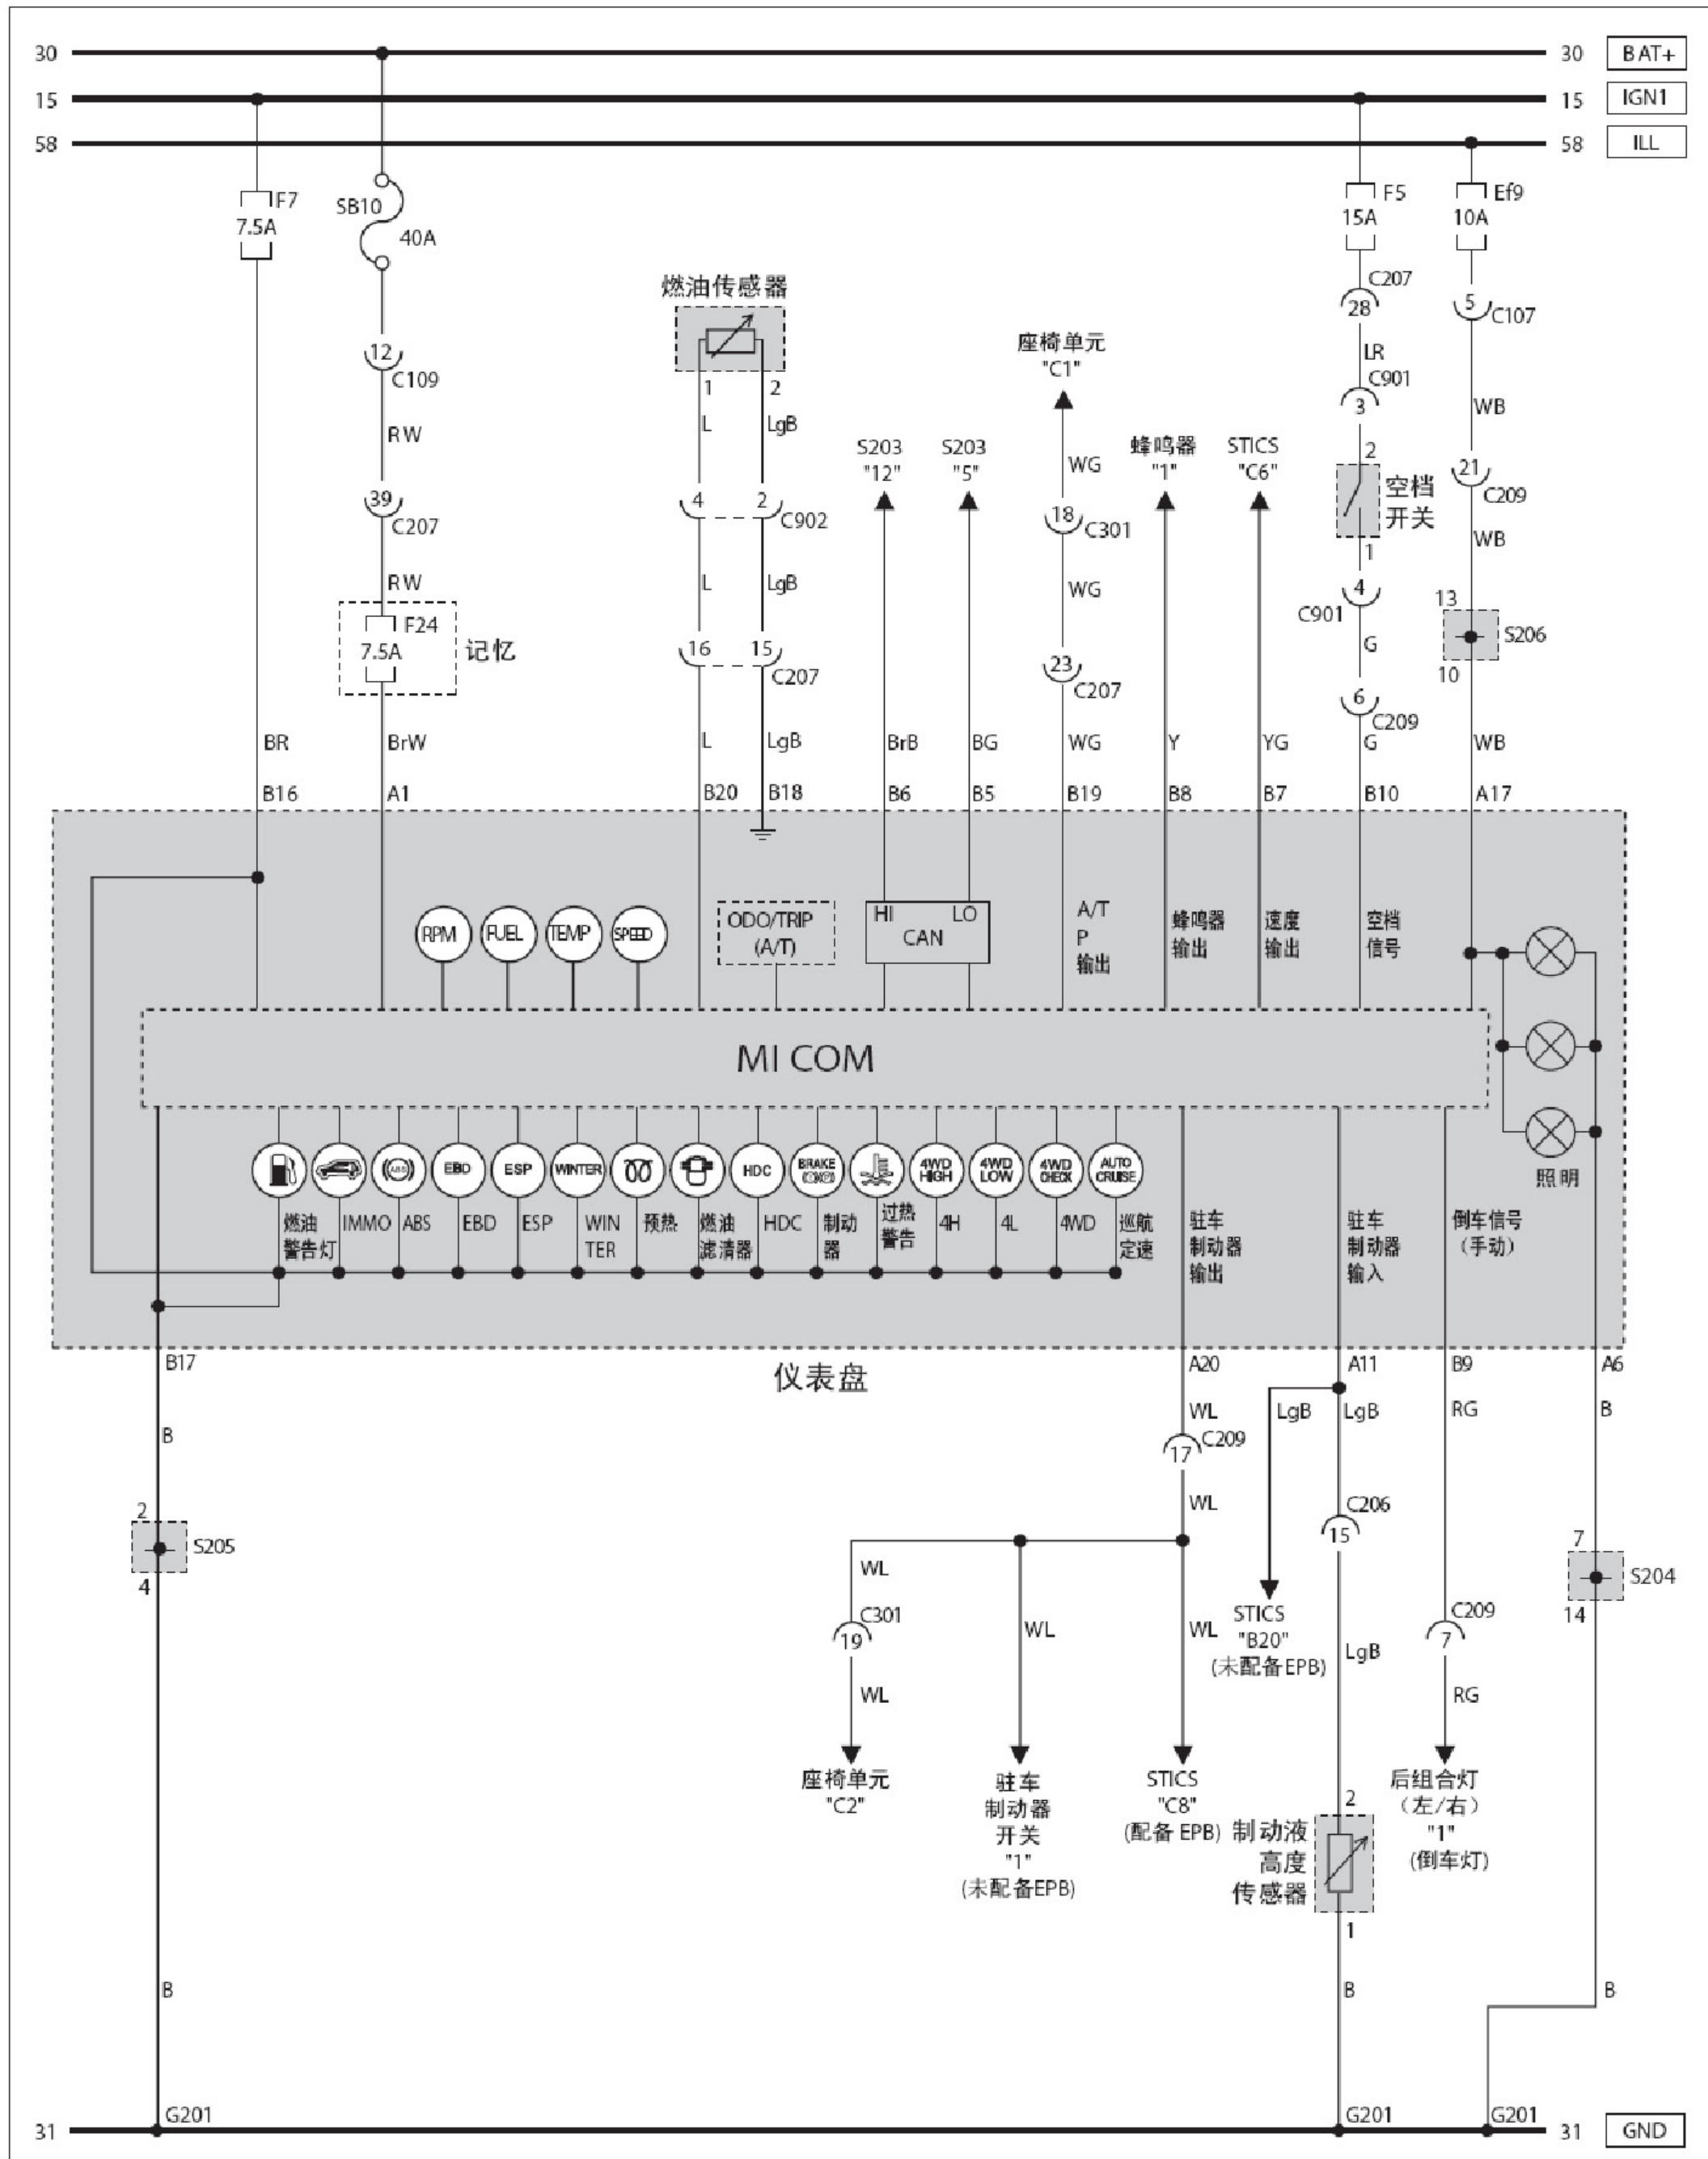 30
30
BAT+
15
15
IGN1
58
58
ILL
F7
7.5A
SB10
40A
F5
15A
Ef9
10A
燃油传感器
1
2
C207
28
5
C107
12
C109
座椅单元
"C1"
LR
C901
3
L
LgB
RW
WB
S203
"12"
S203
"5"
WG
蜂鸣器
"1"
STICS
"C6"
2
空档
开关
1
21
C209
39
C207
4
2
C902
18
C301
WB
RW
L
LgB
WG
4
C901
13
S206
10
F24
7.5A
记忆
16
15
C207
23
C207
G
6
C209
BR
BrW
L
LgB
BrB
BG
WG
Y
YG
G
WB
B16
A1
B20
B18
B6
B5
B19
B8
B7
B10
A17
RPM
FUEL
TEMP
SPEED
ODO/TRIP
(A/T)
HI
LO
CAN
A/T
P
输出
蜂鸣器
输出
速度
输出
空档
信号
MI COM
ABS
EBD
ESP
WINTER
HDC
BRAKE
4WD
HIGH
4WD
LOW
4WD
CHECK
AUTO
CRUISE
照明
燃油
警告灯
IMMO
ABS
EBD
ESP
WIN
TER
预热
燃油
滤清器
HDC
制动
器
过热
警告
4H
4L
4WD
巡航
定速
驻车
制动器
输出
驻车
制动器
输入
倒车信号
（手动）
B17
仪表盘
A20
A11
B9
A6
B
WL
LgB
LgB
RG
B
17
C209
2
S205
4
WL
C206
15
7
S204
14
WL
C301
19
WL
WL
WL
STICS
"B20"
(未配备EPB)
LgB
C209
7
RG
座椅单元
"C2"
驻车
制动器
开关
"1"
(未配备EPB)
STICS
"C8"
(配备 EPB)
2
制动液
高度
传感器
1
后组合灯
（左/右）
"1"
(倒车灯)
B
B
B
31
G201
G201
G201
31
GND